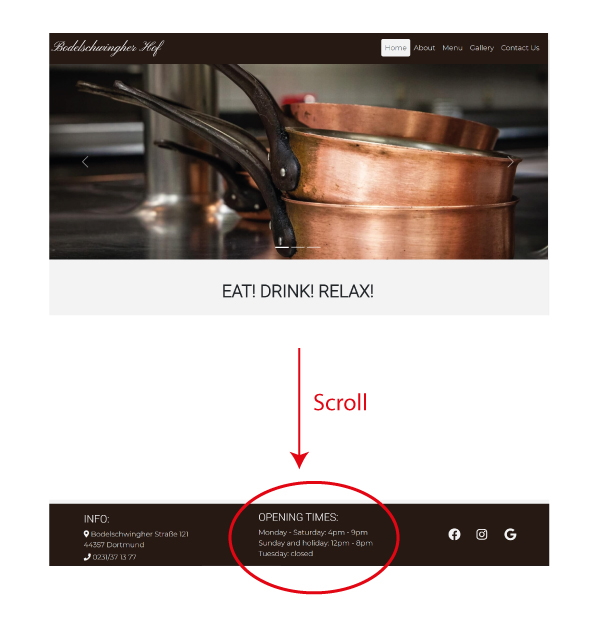 Bodelschwingher Hof
Home About Menu Gallery Contact Us
EAT! DRINK! RELAX!
Scroll
INFO:
Bodelschwingher Straße 121
44357 Dortmund
0231/37 13 77
OPENING TIMES:
Monday - Saturday: 4pm - 9pm
Sunday and holiday: 12pm - 8pm
Tuesday: closed